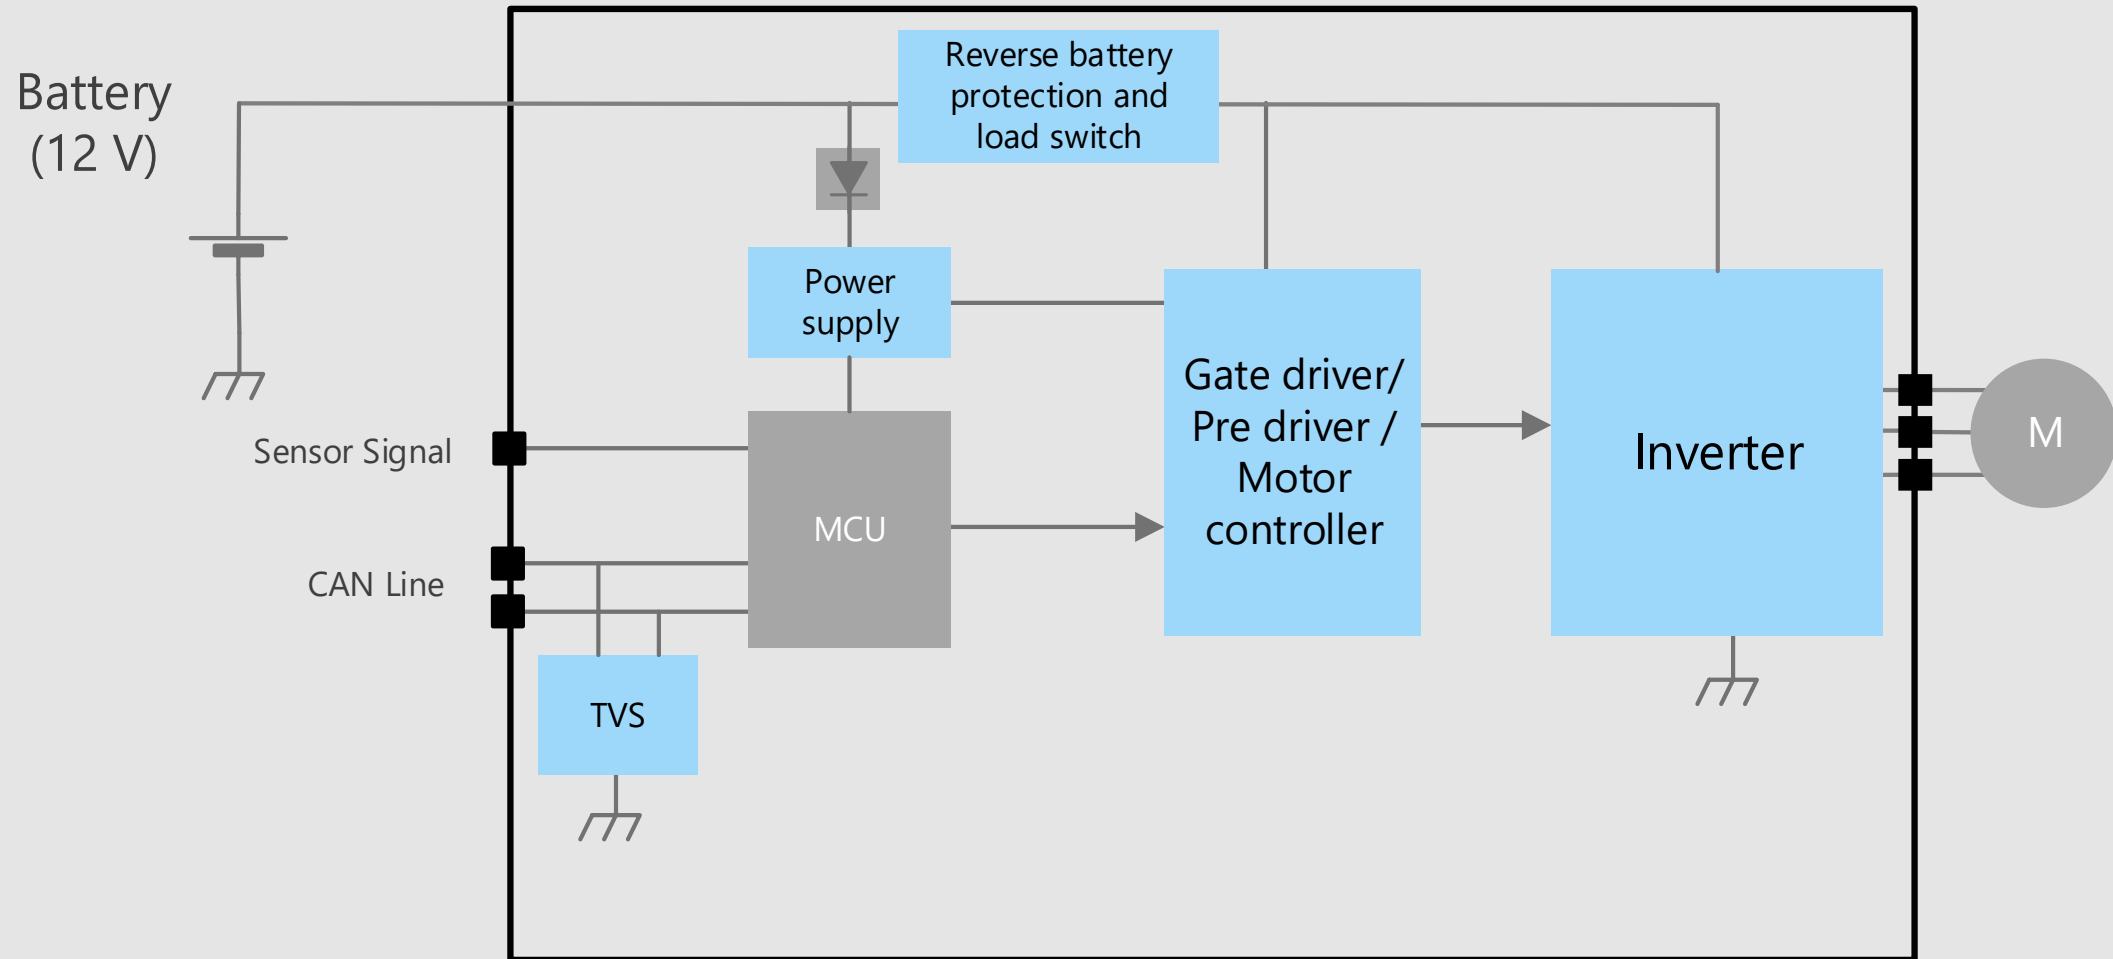 Battery
(12 V)
Reverse battery
protection and
load switch
Power
supply
Gate driver/
Pre driver /
Motor
controller
Inverter
M
Sensor Signal
MCU
CAN Line
TVS